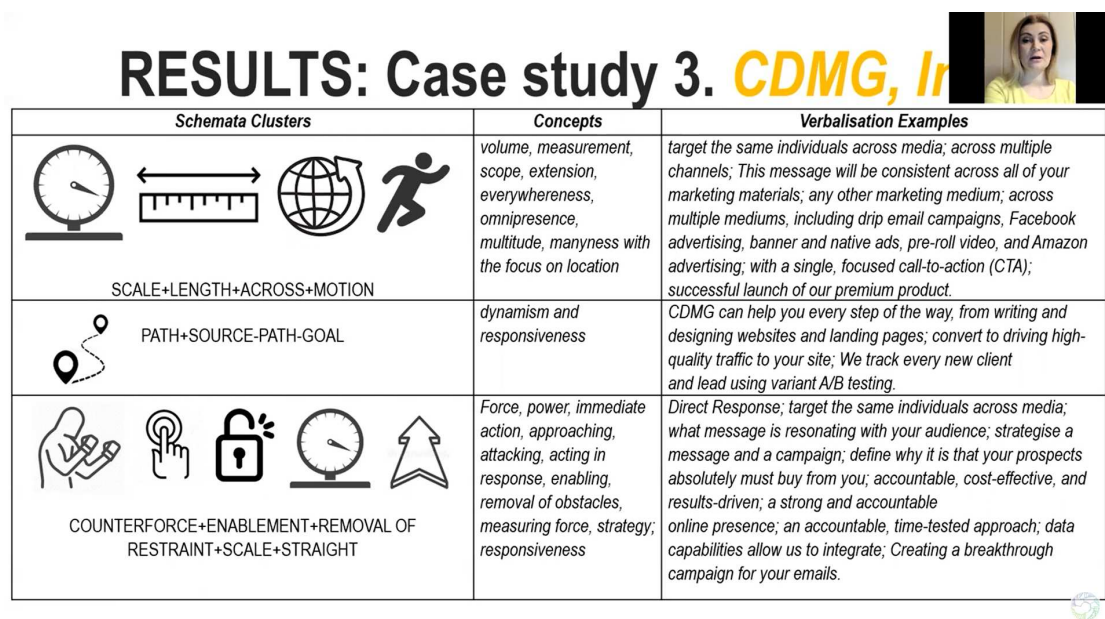 RESULTS: Case study 3. CDMG,
Schemata Clusters
Concepts
Verbalisation Examples
SCALE+LENGTH+ACROSS+MOTION
volume, measurement,
scope, extension,
everywhereness,
omnipresence,
multitude, manyness with
the focus on location
target the same individuals across media; across multiple
channels; This message will be consistent across all of your
marketing materials; any other marketing medium; across
multiple mediums, including drip email campaigns, Facebook
advertising, banner and native ads, pre-roll video, and Amazon
advertising; with a single, focused call-to-action (CTA);
successful launch of our premium product.
PATH+SOURCE-PATH-GOAL
dynamism and
responsiveness
CDMG can help you every step of the way, from writing and
designing websites and landing pages; convert to driving high-
quality traffic to your site; We track every new client
and lead using variant A/B testing.
COUNTERFORCE+ENABLEMENT+REMOVAL OF
RESTRAINT+SCALE+STRAIGHT
Force, power, immediate
action, approaching,
attacking, acting in
response, enabling,
removal of obstacles,
measuring force, strategy;
responsiveness
Direct Response; target the same individuals across media;
what message is resonating with your audience; strategise a
message and a campaign; define why it is that your prospects
absolutely must buy from you; accountable, cost-effective, and
results-driven; a strong and accountable
online presence; an accountable, time-tested approach; data
capabilities allow us to integrate; Creating a breakthrough
campaign for your emails.